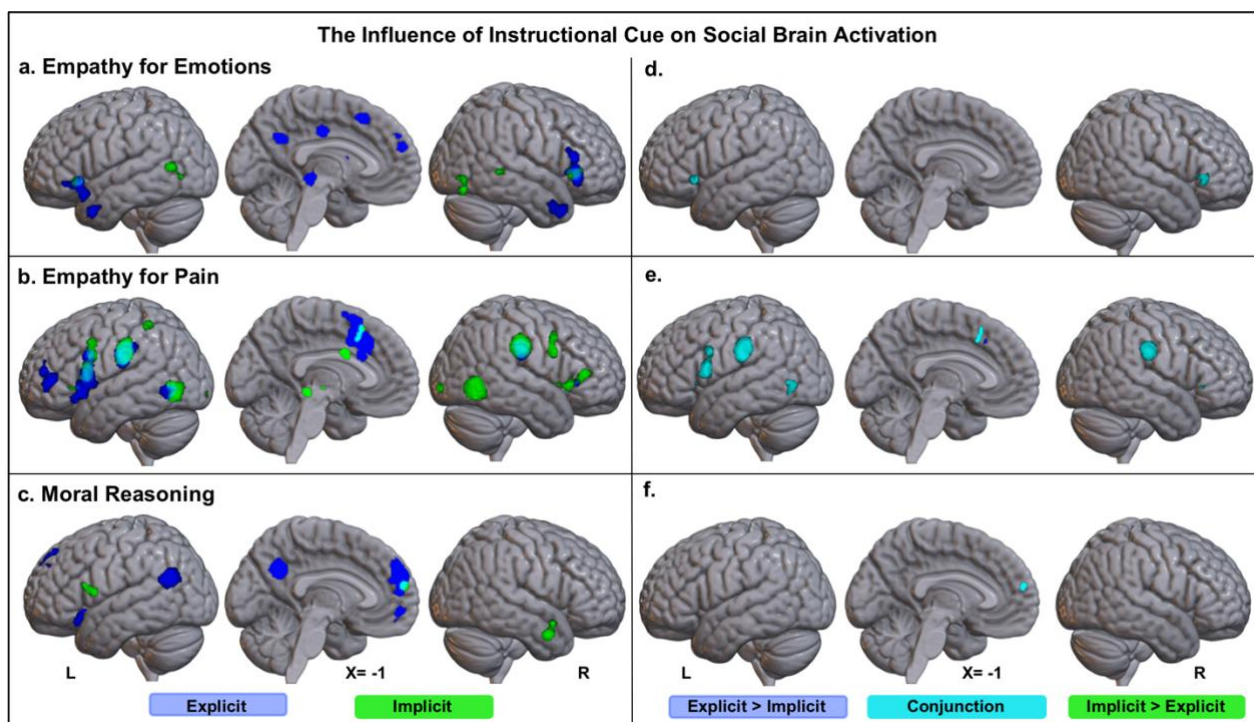 The Influence of Instructional Cue on Social Brain Activation
a. Empathy for Emotions
d.
b. Empathy for Pain
e.
c. Moral Reasoning
f.
L X= -1 R
L X= -1 R
Explicit Implicit
Explicit > Implicit Conjunction Implicit > Explicit